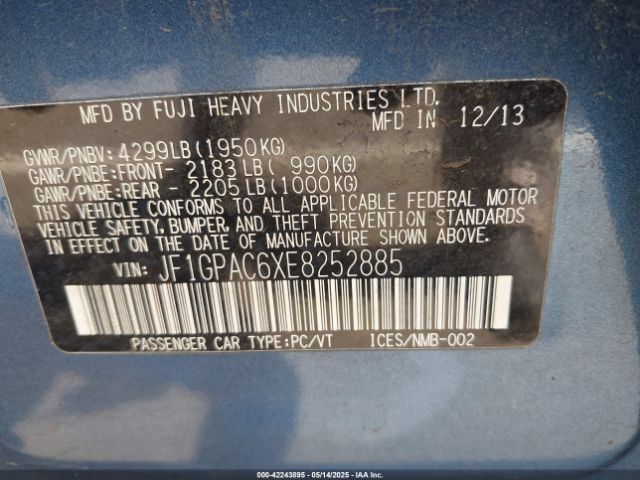 MFD BY FUJI HEAVY INDUSTRIES LTD.
MFD IN 12/13
GVWR/PNBV: 4299LB (1950KG)
GAWR/PNBE: FRONT- 2183 LB ( 990KG)
GAWR/PNBE: REAR - 2205 LB (1000KG)
THIS VEHICLE CONFORMS TO ALL APPLICABLE FEDERAL MOTOR
VEHICLE SAFETY, BUMPER, AND THEFT PREVENTION STANDARDS
IN EFFECT ON THE DATE OF MANUFACTURE SHOWN ABOVE.
VIN: JF1GPAC6XE8252885
PASSENGER CAR TYPE: PC/VT ICES/NMB-002
© - 42243895 - 05/14/2025 - IAA Inc.